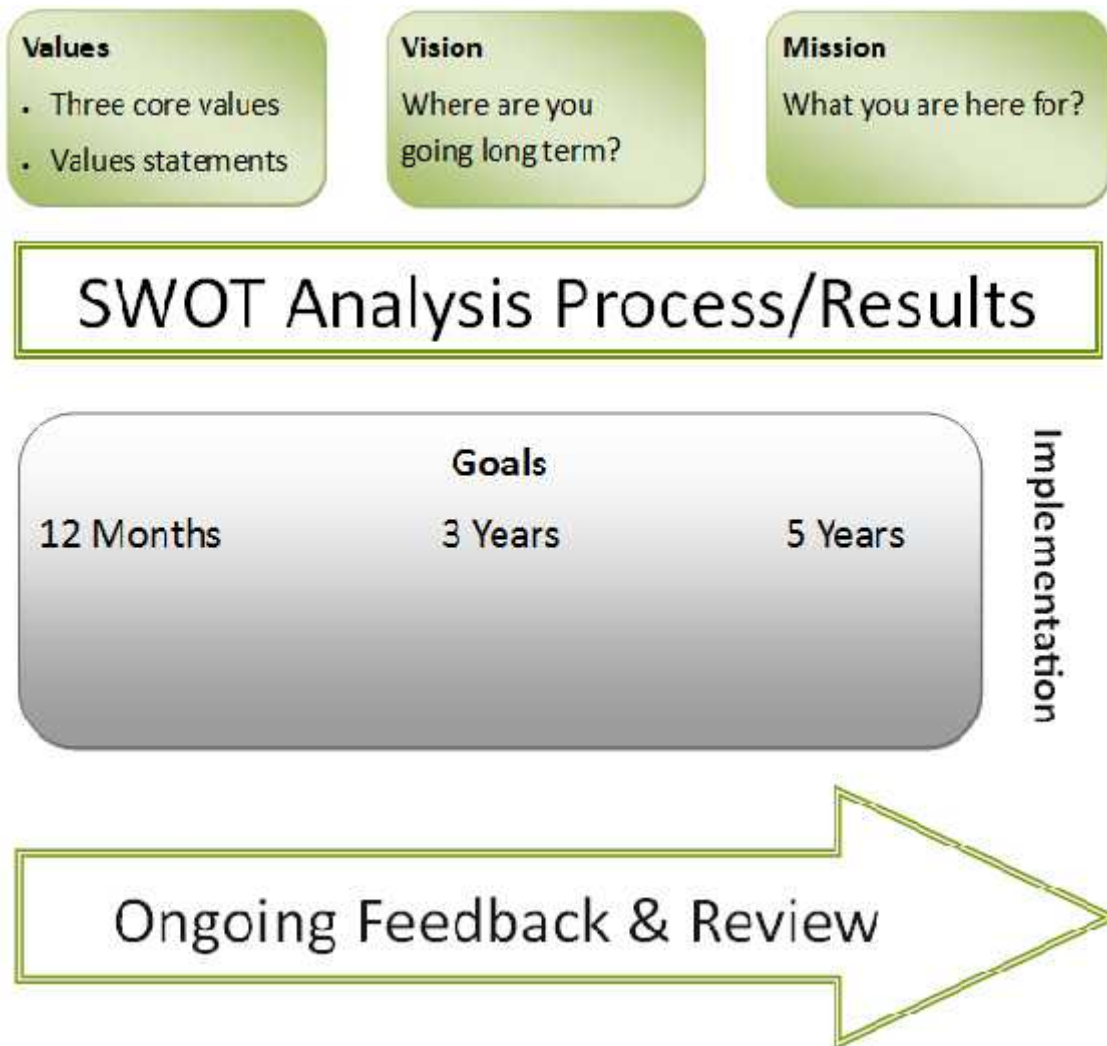 Values
• Three core values
• Values statements
Vision
Where are you
going long term?
Mission
What you are here for?
SWOT Analysis Process/Results
Goals
12 Months 3 Years 5 Years
Implementation
Ongoing Feedback & Review